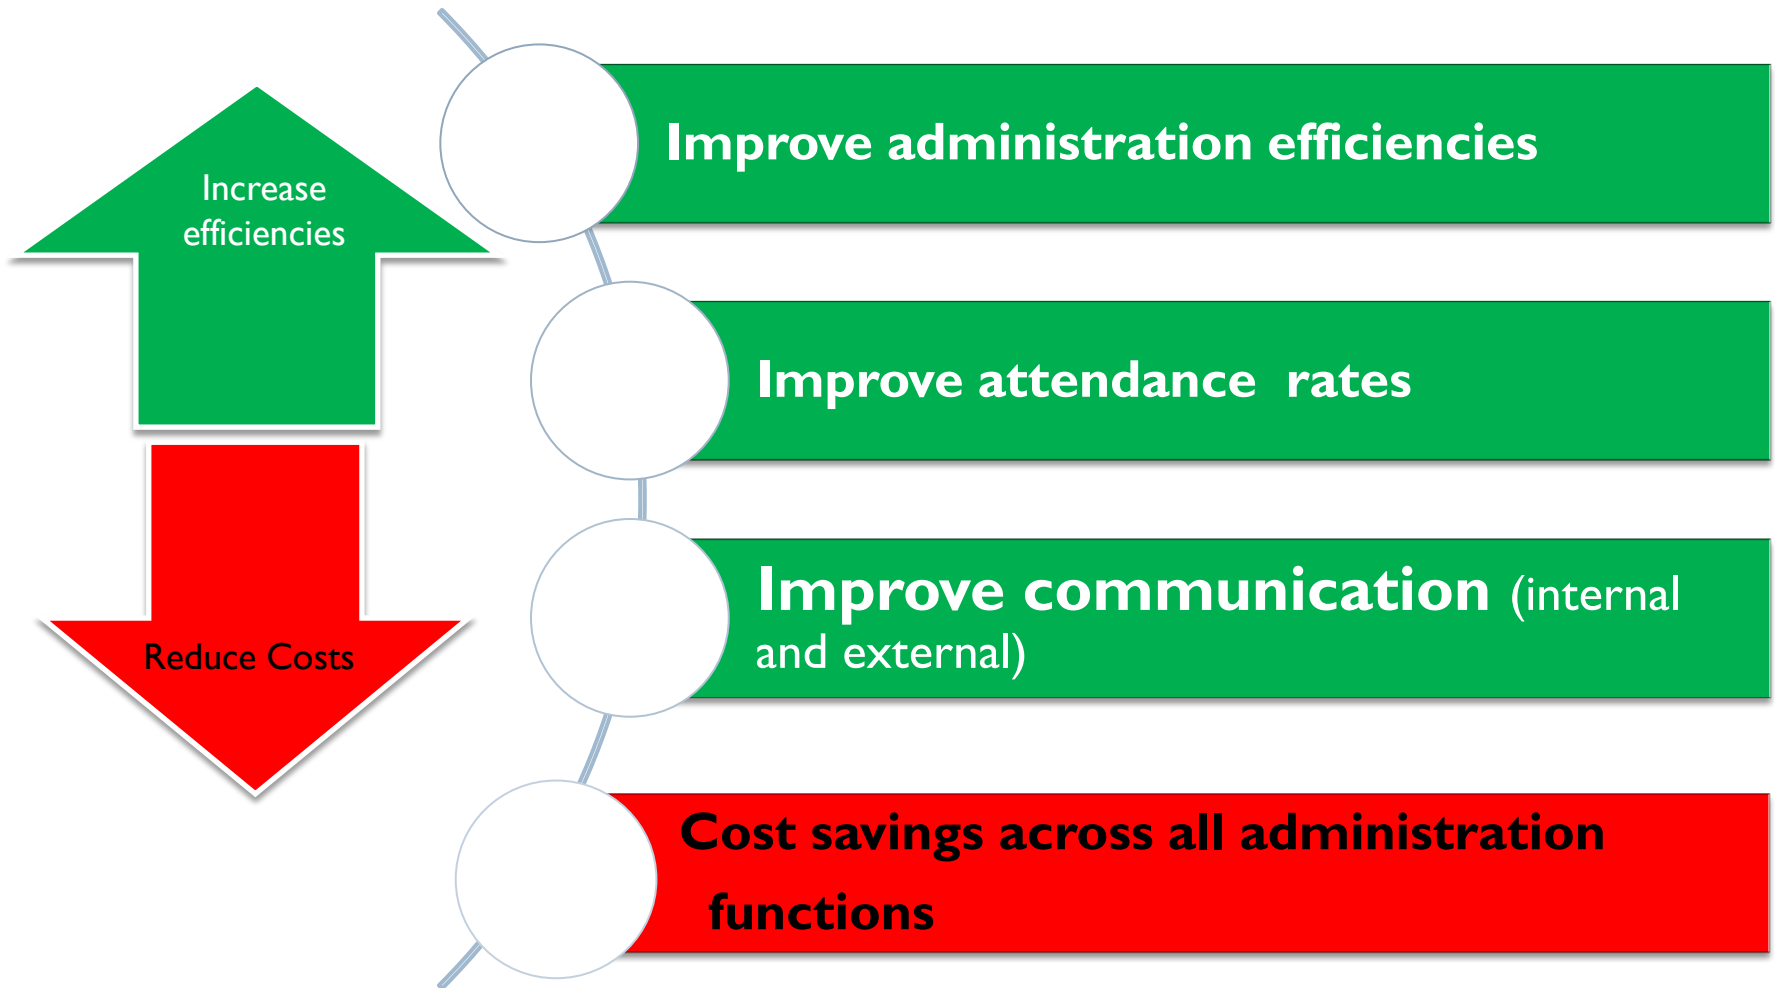 Increase
efficiencies
Reduce Costs
Improve administration efficiencies
Improve attendance  rates
Improve communication (internal
and external)
Cost savings across all administration
functions